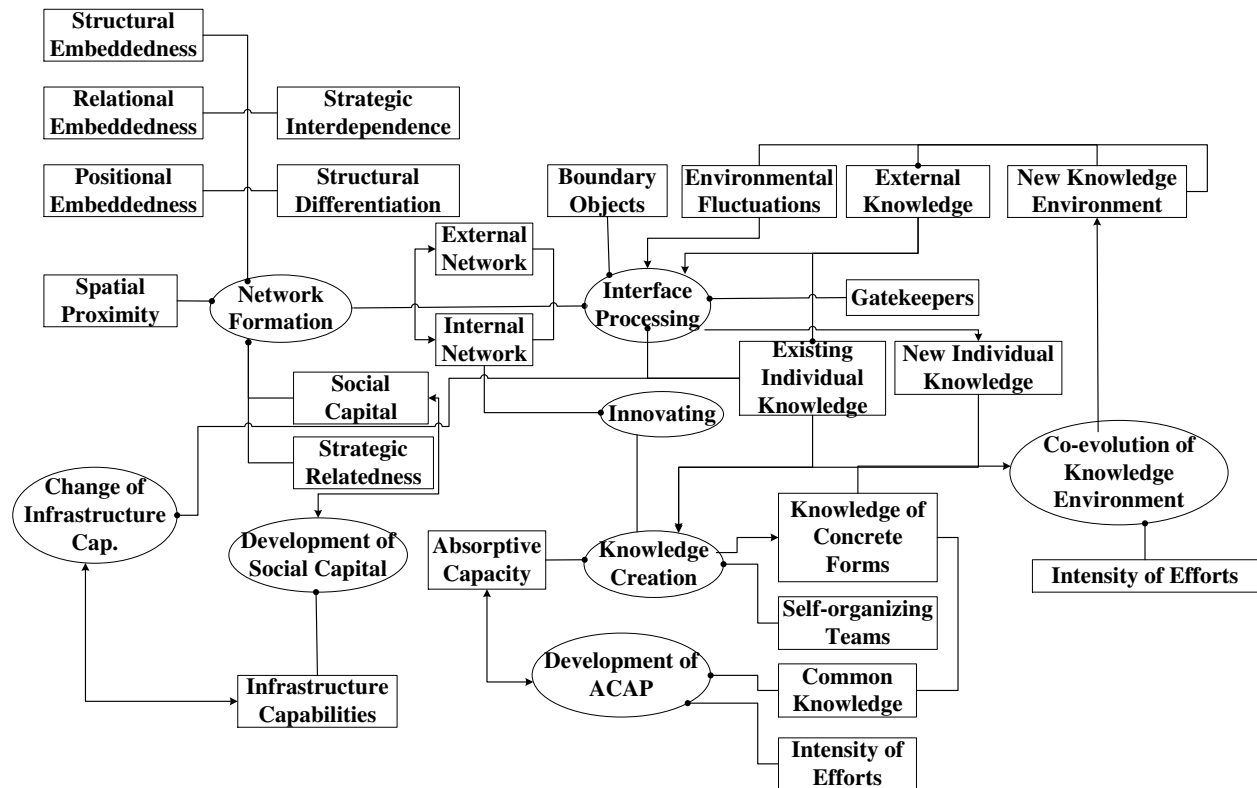 Structural
Embeddedness
Relational
Embeddedness
Strategic
Interdependence
Positional
Embeddedness
Structural
Differentiation
Boundary
Objects
Environmental
Fluctuations
External
Knowledge
New Knowledge
Environment
External
Network
Spatial
Proximity
Network
Formation
Interface
Processing
Gatekeepers
Internal
Network
Existing
Individual
Knowledge
New Individual
Knowledge
Social
Capital
Innovating
Strategic
Relatedness
Co-evolution of
Knowledge
Environment
Change of
Infrastructure
Cap.
Development of
Social Capital
Absorptive
Capacity
Knowledge
Creation
Knowledge of
Concrete
Forms
Intensity of Efforts
Self-organizing
Teams
Development of
ACAP
Common
Knowledge
Infrastructure
Capabilities
Intensity of
Efforts